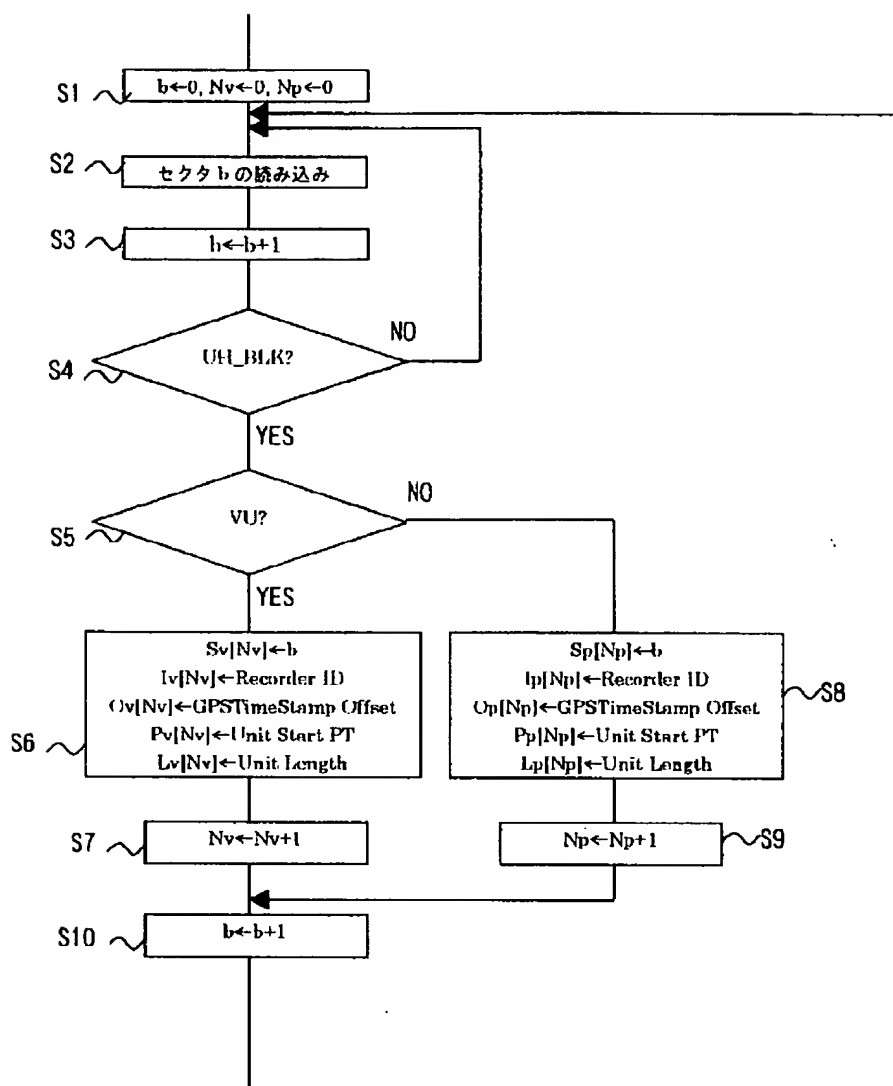 S1
b←0, Nv←0, Np←0
S2
セクタ b の読み込み
S3
b←b+1
S4
UH_BLK?
NO
YES
S5
VU?
NO
YES
S6
Sv[Nv]←b
Iv[Nv]←Recorder ID
Ov[Nv]←GPSTimeStamp Offset
Pv[Nv]←Unit Start PT
Lv[Nv]←Unit Length
Sp[Np]←b
Ip[Np]←Recorder ID
Op[Np]←GPSTimeStamp Offset
Pp[Np]←Unit Start PT
Lp[Np]←Unit Length
S8
S7
Nv←Nv+1
Np←Np+1
S9
S10
b←b+1